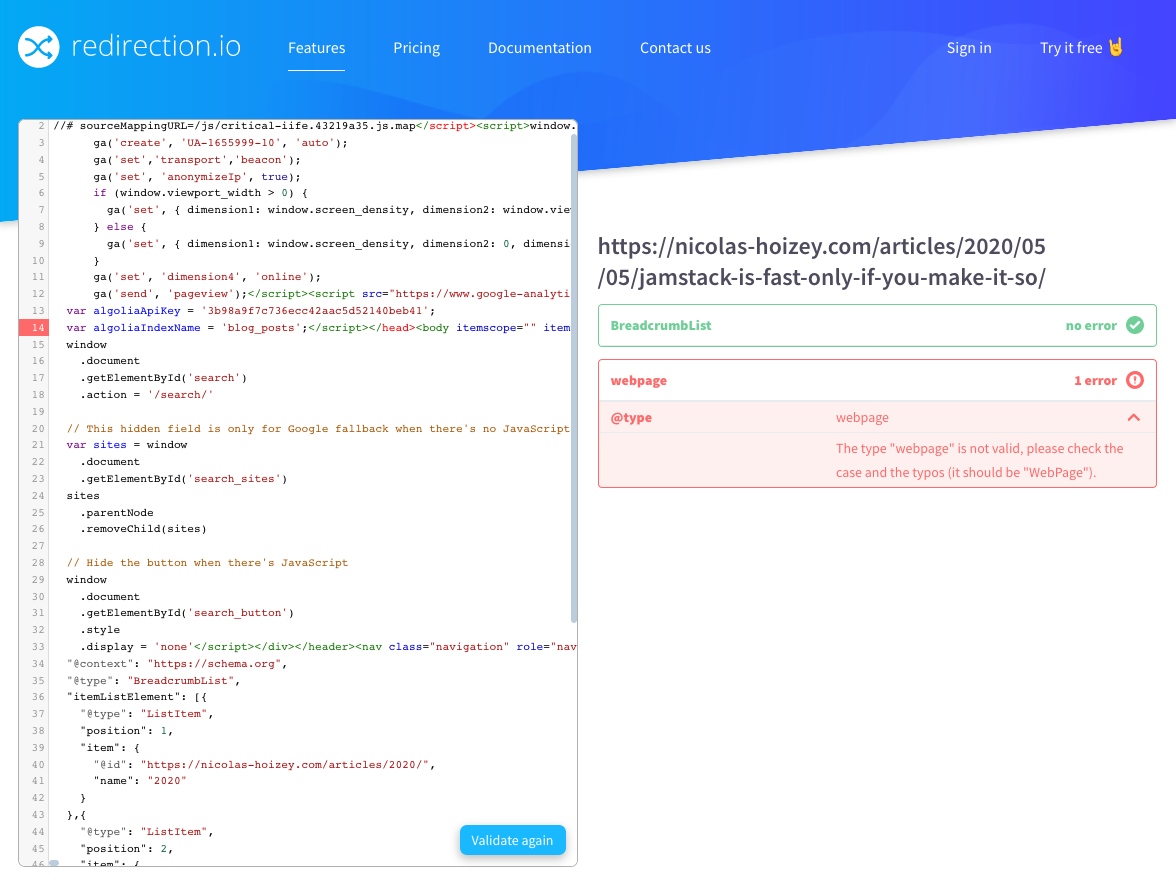 redirection.io
Features
Pricing
Documentation
Contact us
Sign in
Try it free 🤘
2 //# sourceMappingURL=/js/critical-iife.43219a35.js.map</script><script>window.
3 ga('create', 'UA-1655999-10', 'auto');
4 ga('set','transport','beacon');
5 ga('set', 'anonymizeIp', true);
6 if (window.viewport_width > 0) {
7 ga('set', { dimension1: window.screen_density, dimension2: window.vie
8 } else {
9 ga('set', { dimension1: window.screen_density, dimension2: 0, dimensi
10 }
11 ga('set', 'dimension4', 'online');
12 ga('send', 'pageview');</script><script src="https://www.google-analyti
13 var algoliaApiKey = '3b98a9f7c736ecc42aac5d52140beb41';
14 var algoliaIndexName = 'blog_posts';</script></head><body itemscope="" item
15 window
16 .document
17 .getElementById('search')
18 .action = '/search/'
19
20 // This hidden field is only for Google fallback when there's no JavaScript
21 var sites = window
22 .document
23 .getElementById('search_sites')
24 sites
25 .parentNode
26 .removeChild(sites)
27
28 // Hide the button when there's JavaScript
29 window
30 .document
31 .getElementById('search_button')
32 .style
33 .display = 'none'</script></div></header><nav class="navigation" role="nav
34 "@context": "https://schema.org",
35 "@type": "BreadcrumbList",
36 "itemListElement": [{
37 "@type": "ListItem",
38 "position": 1,
39 "item": {
40 "@id": "https://nicolas-hoizey.com/articles/2020/",
41 "name": "2020"
42 }
43 },{
44 "@type": "ListItem",
45 "position": 2,
46 "item": {
Validate again
https://nicolas-hoizey.com/articles/2020/05
/05/jamstack-is-fast-only-if-you-make-it-so/
BreadcrumbList no error
webpage 1 error
@type webpage
The type "webpage" is not valid, please check the
case and the typos (it should be "WebPage").